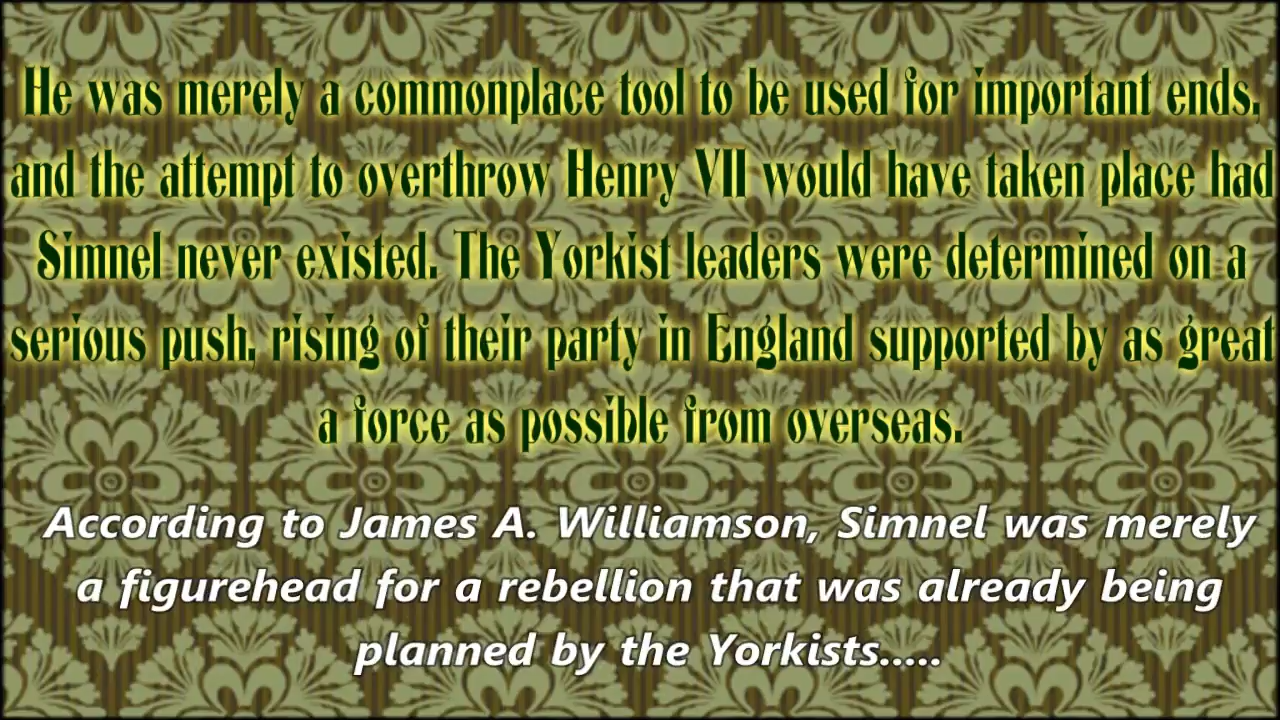 He was merely a commonplace tool to be used for important ends,
and the attempt to overthrow Henry VII would have taken place had
Simnel never existed. The Yorkist leaders were determined on a
serious push, rising of their party in England supported by as great
a force as possible from overseas.
According to James A. Williamson, Simnel was merely
a figurehead for a rebellion that was already being
planned by the Yorkists.....